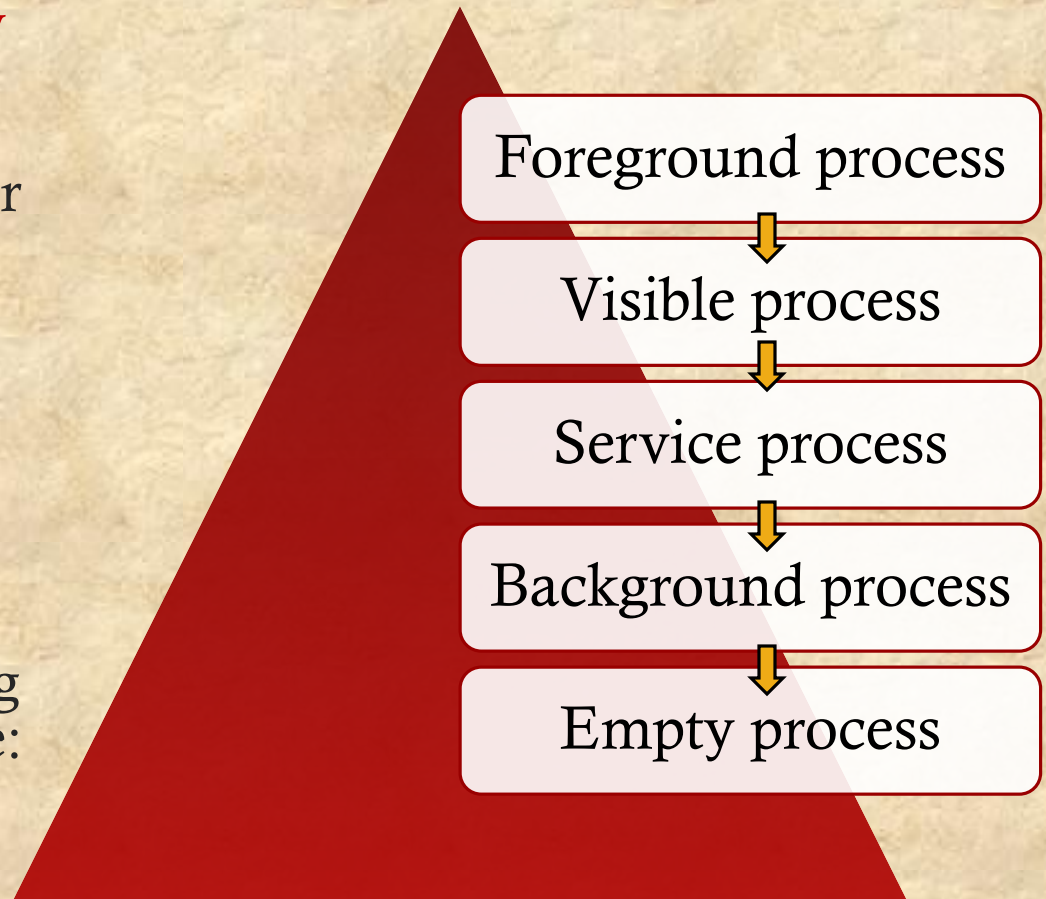 r
Foreground process
Visible process
Service process
Background process
g
Empty process
e: